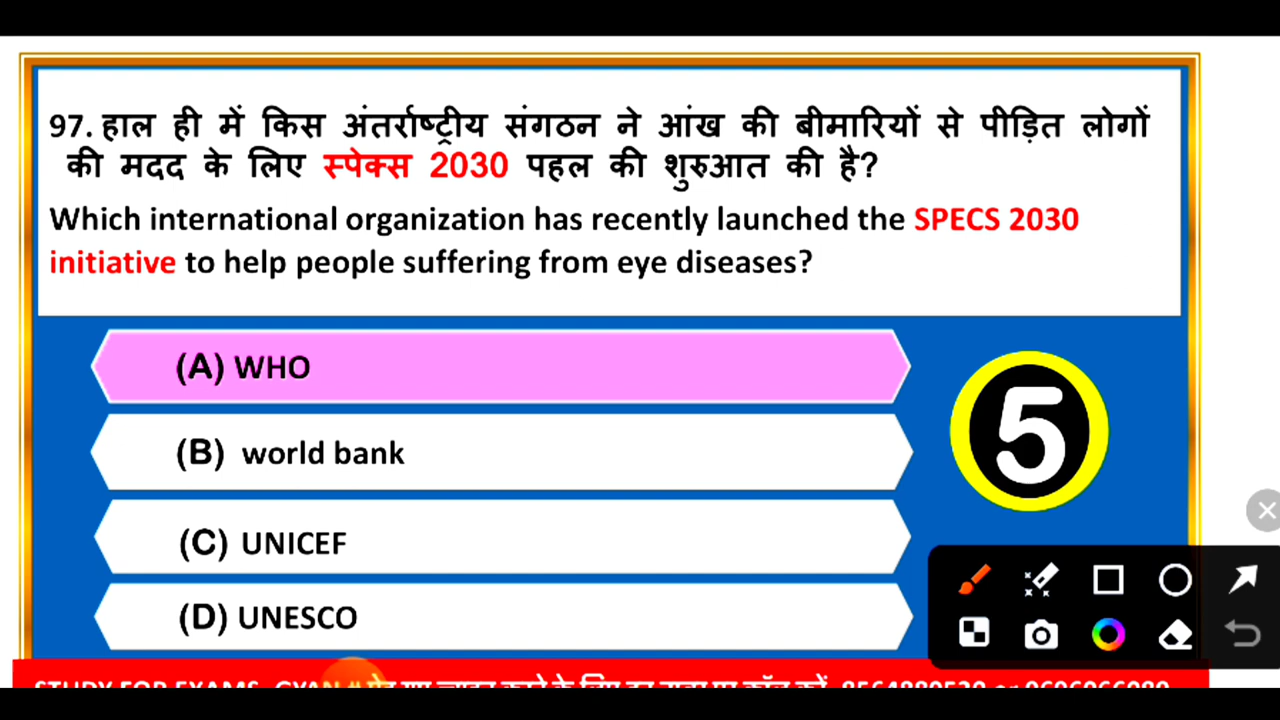 97. हाल ही में किस अंतर्राष्ट्रीय संगठन ने आंख की बीमारियों से पीड़ित लोगों
की मदद के लिए स्पेक्स 2030 पहल की शुरुआत की है?
Which international organization has recently launched the SPECS 2030
initiative to help people suffering from eye diseases?
(A) WHO
(B) world bank
(C) UNICEF
(D) UNESCO
5
STUDY FOR EXAMS GYAN